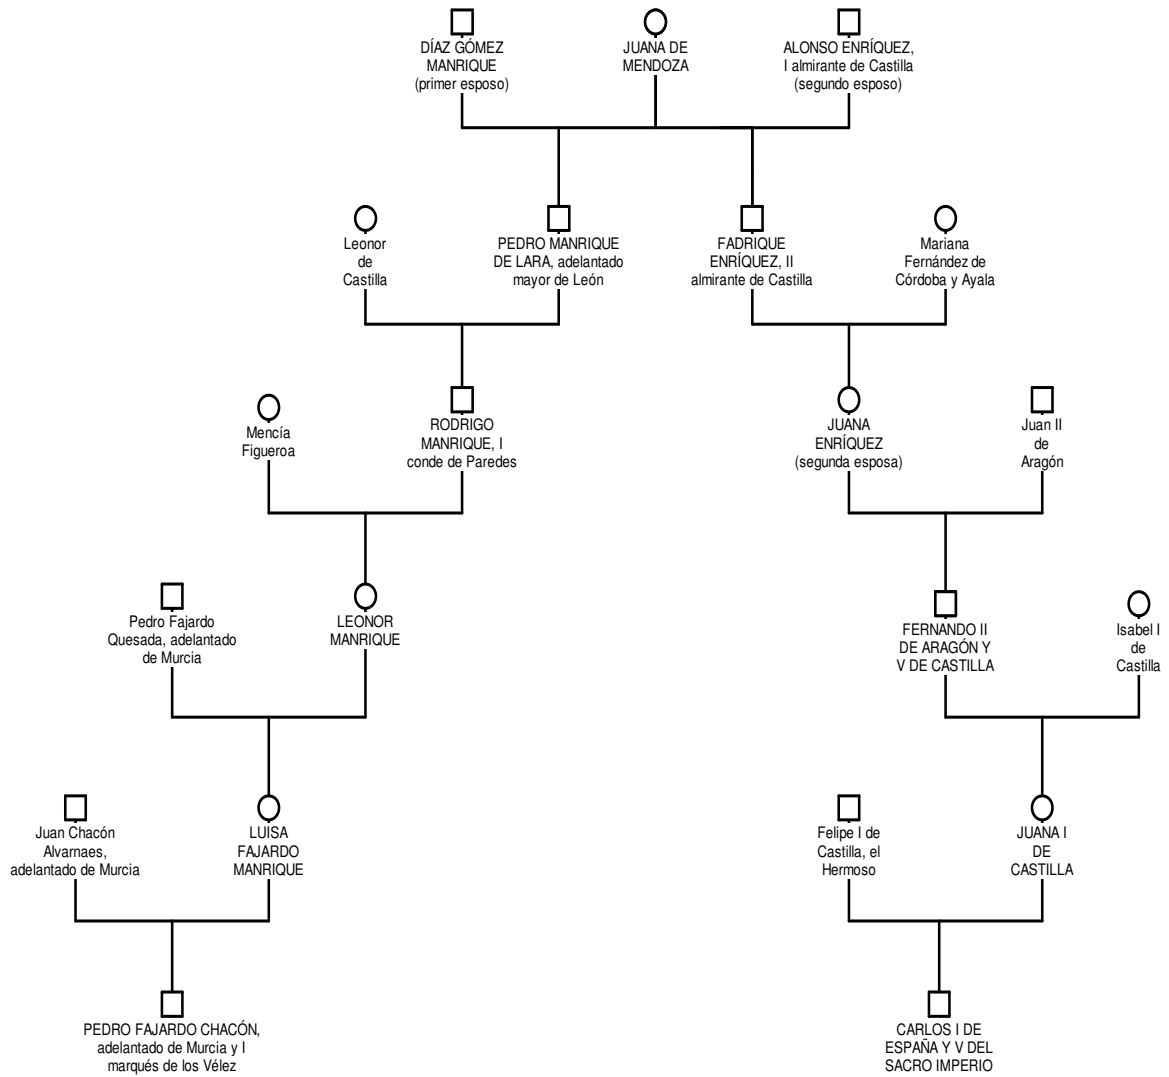 DÍAZ GÓMEZ
MANRIQUE
(primer esposo)
JUANA DE
MENDOZA
ALONSO ENRÍQUEZ,
I almirante de Castilla
(segundo esposo)
Leonor
de
Castilla
PEDRO MANRIQUE
DE LARA, adelantado
mayor de León
FADRIQUE
ENRÍQUEZ, II
almirante de Castilla
Mariana
Fernández de
Córdoba y Ayala
Mencía
Figueroa
RODRIGO
MANRIQUE, I
conde de Paredes
JUANA
ENRÍQUEZ
(segunda esposa)
Juan II
de
Aragón
Pedro Fajardo
Quesada, adelantado
de Murcia
LEONOR
MANRIQUE
FERNANDO II
DE ARAGÓN Y
V DE CASTILLA
Isabel I
de
Castilla
Juan Chacón
Alvarnaes,
adelantado de Murcia
LUISA
FAJARDO
MANRIQUE
Felipe I de
Castilla, el
Hermoso
JUANA I
DE
CASTILLA
PEDRO FAJARDO CHACÓN,
adelantado de Murcia y I
marqués de los Vélez
CARLOS I DE
ESPAÑA Y V DEL
SACRO IMPERIO